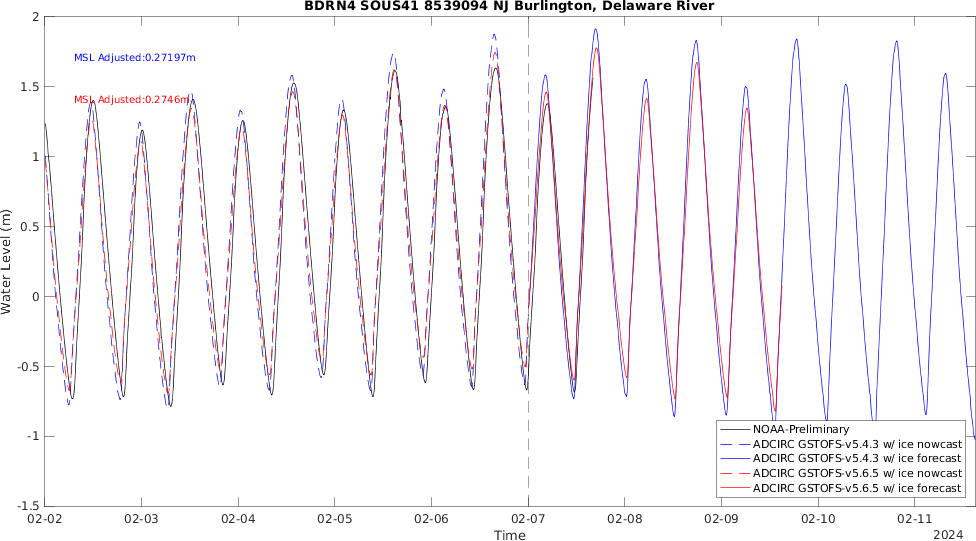 BDRN4 SOUS41 8539094 NJ Burlington, Delaware River
2
MSL Adjusted:0.27197m
1.5
MSL Adjusted:0.2746m
1
0.5
Water Level (m)
0
-0.5
-1
NOAA-Preliminary
ADCIRC GSTOFS-v5.4.3 w/ ice nowcast
ADCIRC GSTOFS-v5.4.3 w/ ice forecast
ADCIRC GSTOFS-v5.6.5 w/ ice nowcast
ADCIRC GSTOFS-v5.6.5 w/ ice forecast
-1.5
02-02 02-03 02-04 02-05 02-06 02-07 02-08 02-09 02-10 02-11
Time
2024